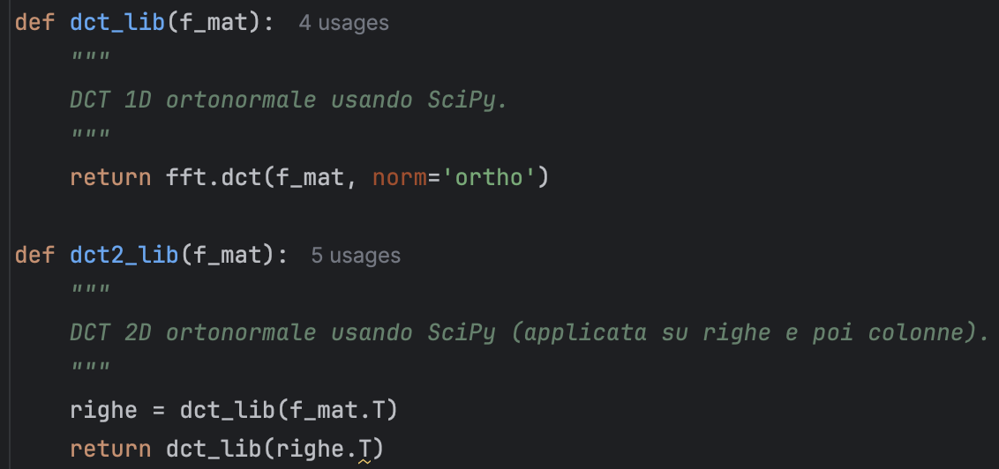 def dct_lib(f_mat): 4 usages
    """
    DCT 1D ortonormale usando SciPy.
    """
    return fft.dct(f_mat, norm='ortho')
def dct2_lib(f_mat): 5 usages
    """
    DCT 2D ortonormale usando SciPy (applicata su righe e poi colonne).
    """
    righe = dct_lib(f_mat.T)
    return dct_lib(righe.T)